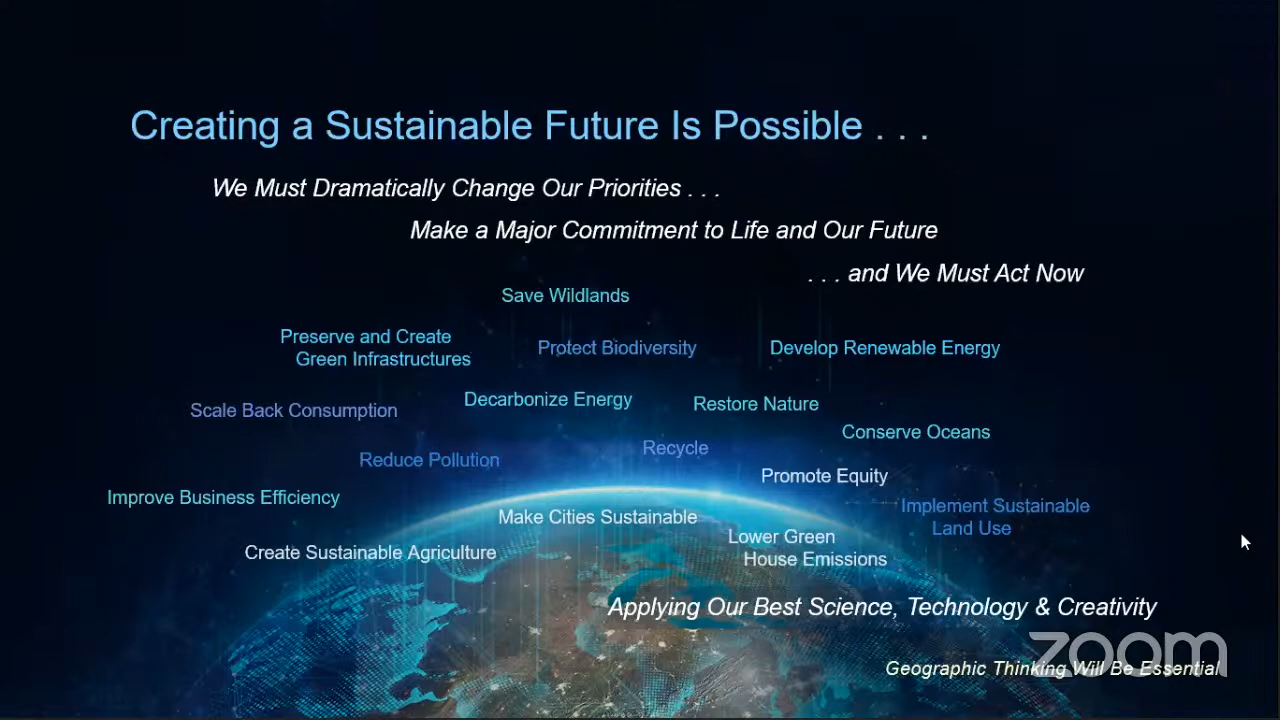 Creating a Sustainable Future Is Possible . . .
We Must Dramatically Change Our Priorities . . .
Make a Major Commitment to Life and Our Future
. . . and We Must Act Now
Save Wildlands
Preserve and Create
Green Infrastructures
Protect Biodiversity
Develop Renewable Energy
Scale Back Consumption
Decarbonize Energy
Restore Nature
Conserve Oceans
Reduce Pollution
Recycle
Promote Equity
Improve Business Efficiency
Make Cities Sustainable
Implement Sustainable
Land Use
Create Sustainable Agriculture
Lower Green
House Emissions
Applying Our Best Science, Technology & Creativity
zoom
Geographic Thinking Will Be Essential